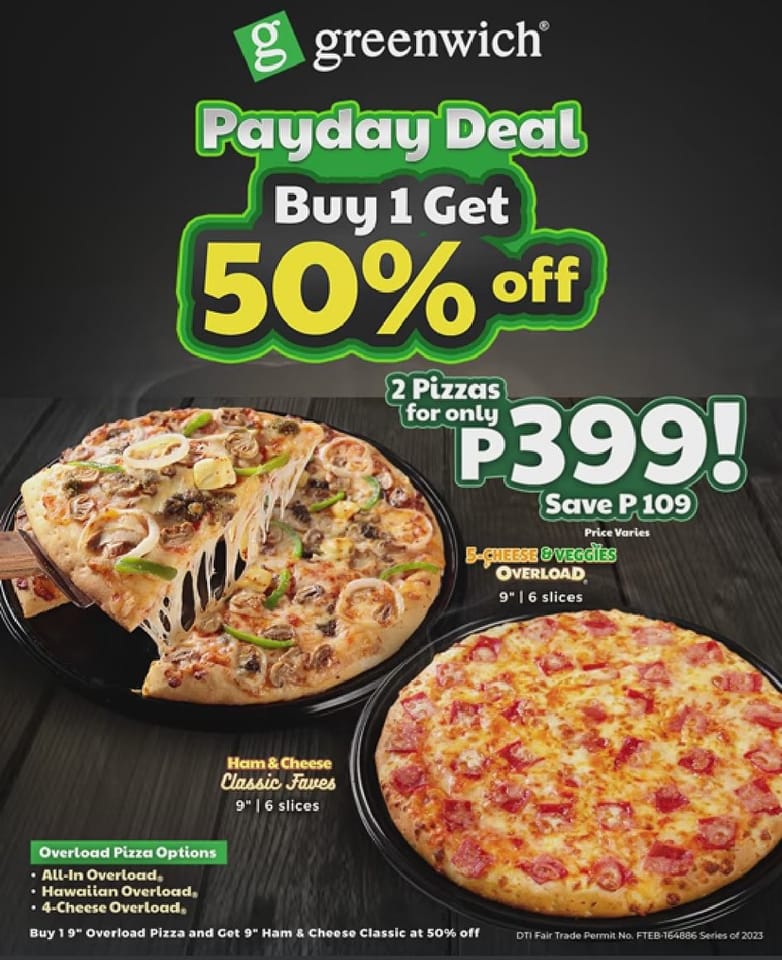 g greenwich®
Payday Deal
Buy 1 Get
50% off
2 Pizzas
for only
P399!
Save P 109
Price Varies
5-CHEESE & VEGGIES
OVERLOAD®
9" | 6 slices
Ham & Cheese
Classic Faves
9" | 6 slices
Overload Pizza Options
• All-In Overload®
• Hawaiian Overload®
• 4-Cheese Overload®
Buy 1 9" Overload Pizza and Get 9" Ham & Cheese Classic at 50% off
DTI Fair Trade Permit No. FTEB-164886 Series of 2023